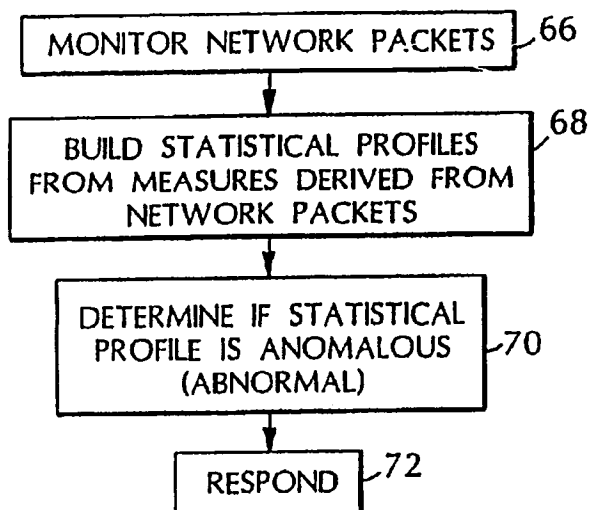 MONITOR NETWORK PACKETS
66
BUILD STATISTICAL PROFILES
FROM MEASURES DERIVED FROM
NETWORK PACKETS
68
DETERMINE IF STATISTICAL
PROFILE IS ANOMALOUS
(ABNORMAL)
70
RESPOND
72